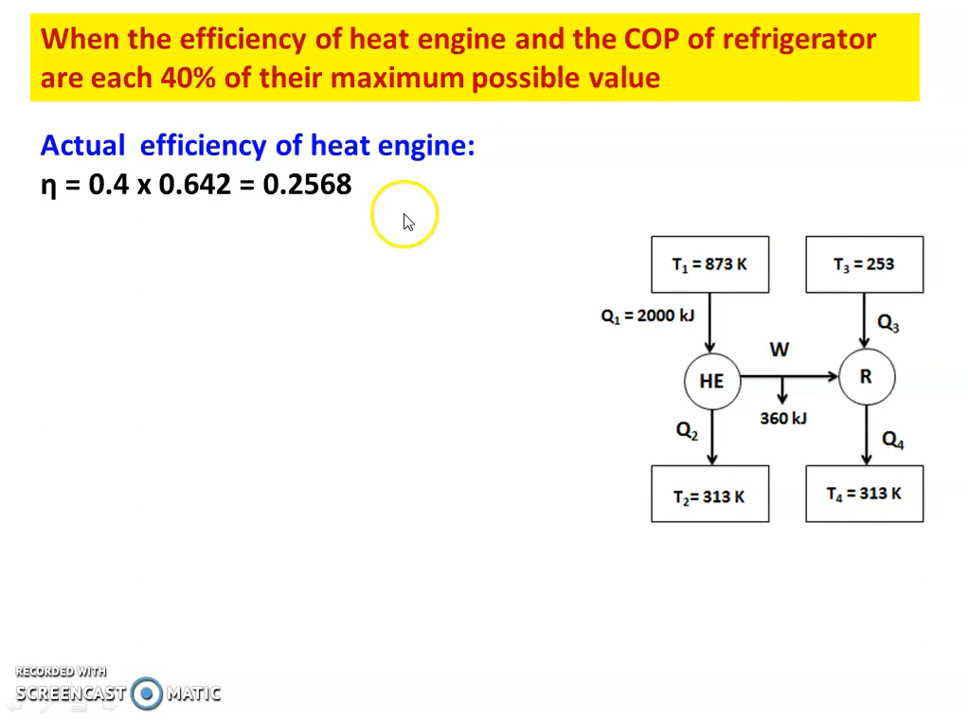 When the efficiency of heat engine and the COP of refrigerator
are each 40% of their maximum possible value
Actual efficiency of heat engine:
η = 0.4 x 0.642 = 0.2568
T₁ = 873 K
T₃ = 253
Q₁ = 2000 kJ
Q₃
W
HE
R
360 kJ
Q₂
Q₄
T₂= 313 K
T₄ = 313 K
RECORDED WITH
SCREENCAST MATIC